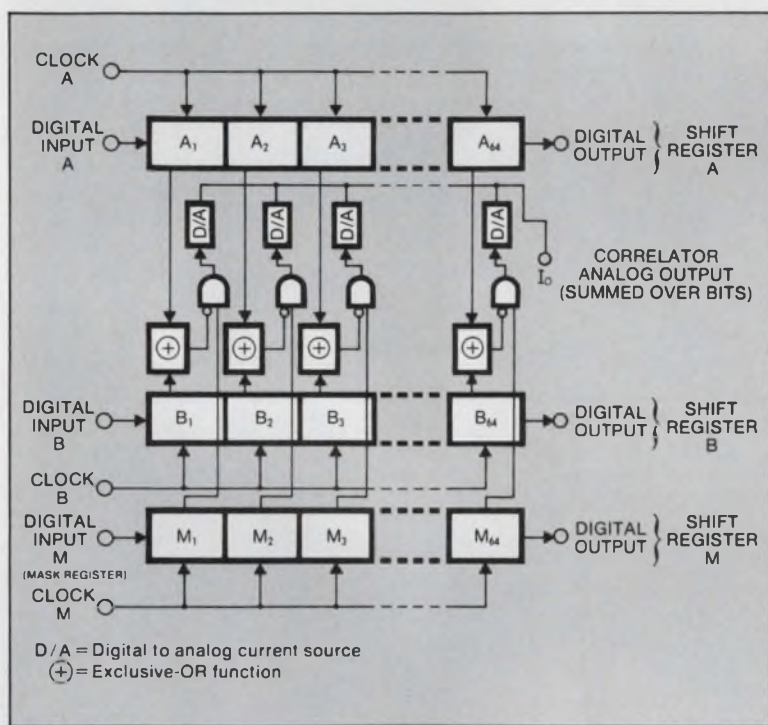 CLOCK
A
DIGITAL
INPUT
A
A1 A2 A3 A64
DIGITAL
OUTPUT
SHIFT
REGISTER
A
D/A D/A D/A D/A
Io
CORRELATOR
ANALOG OUTPUT
(SUMMED OVER BITS)
+ + + +
DIGITAL
INPUT
B
B1 B2 B3 B64
DIGITAL
OUTPUT
SHIFT
REGISTER
B
CLOCK
B
DIGITAL
INPUT
M
(MASK REGISTER)
M1 M2 M3 M64
DIGITAL
OUTPUT
SHIFT
REGISTER
M
CLOCK
M
D/A = Digital to analog current source
⊕ = Exclusive-OR function